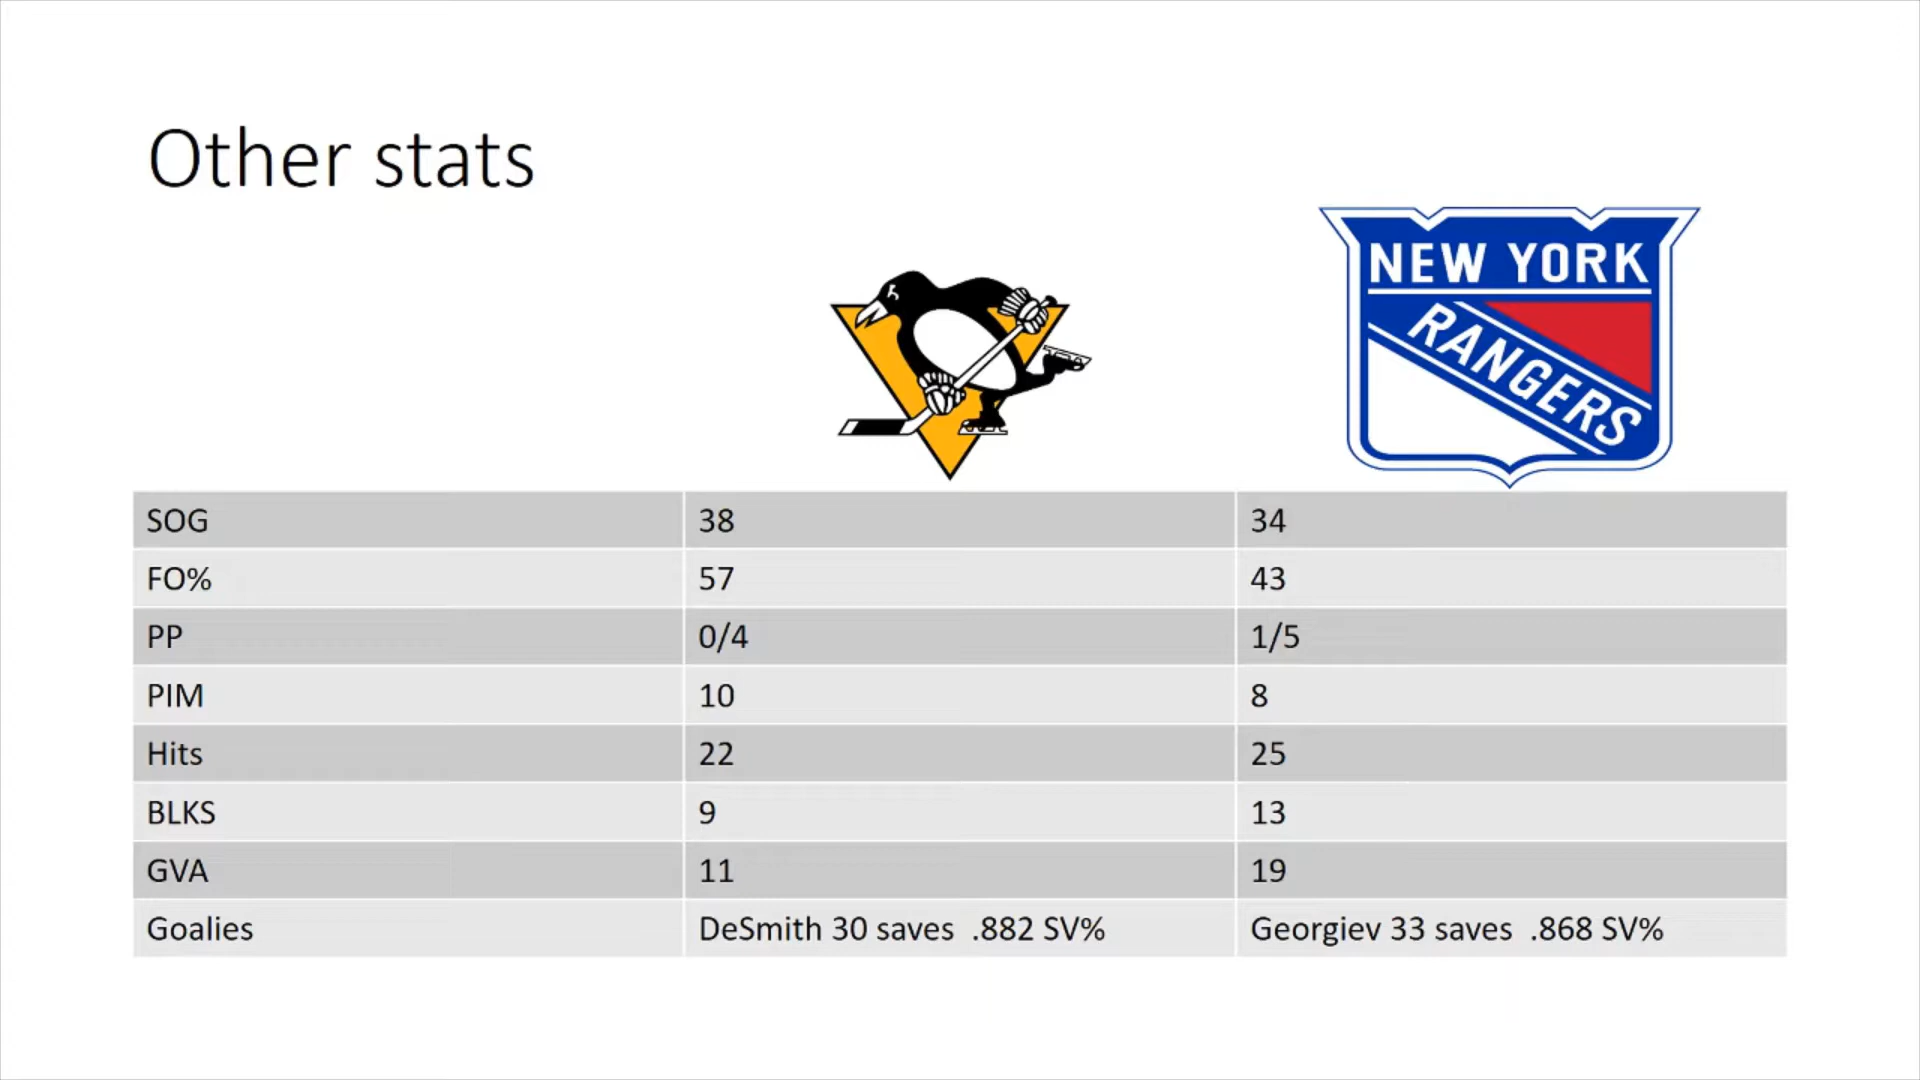 Other stats
NEW YORK
RANGERS
SOG 38 34
FO% 57 43
PP 0/4 1/5
PIM 10 8
Hits 22 25
BLKS 9 13
GVA 11 19
Goalies DeSmith 30 saves .882 SV% Georgiev 33 saves .868 SV%